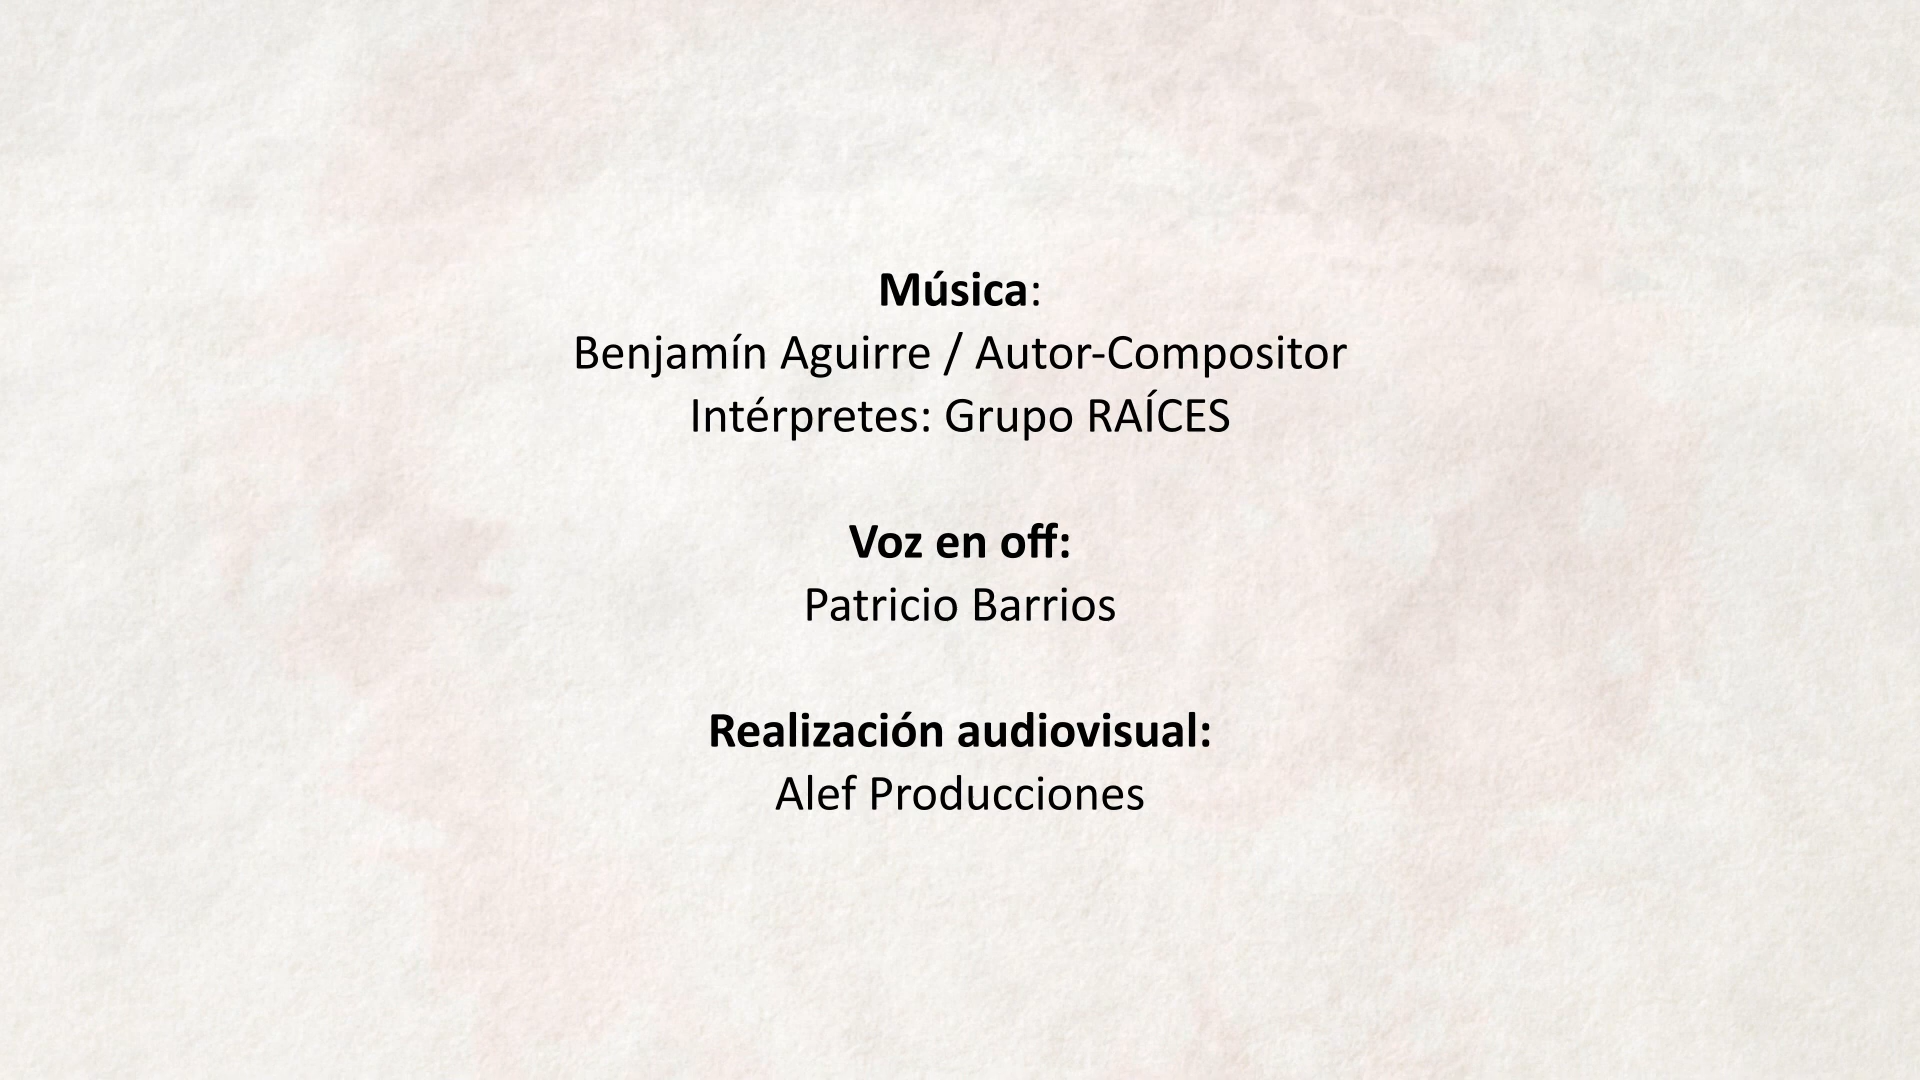 Música:
Benjamín Aguirre / Autor-Compositor
Intérpretes: Grupo RAÍCES
Voz en off:
Patricio Barrios
Realización audiovisual:
Alef Producciones